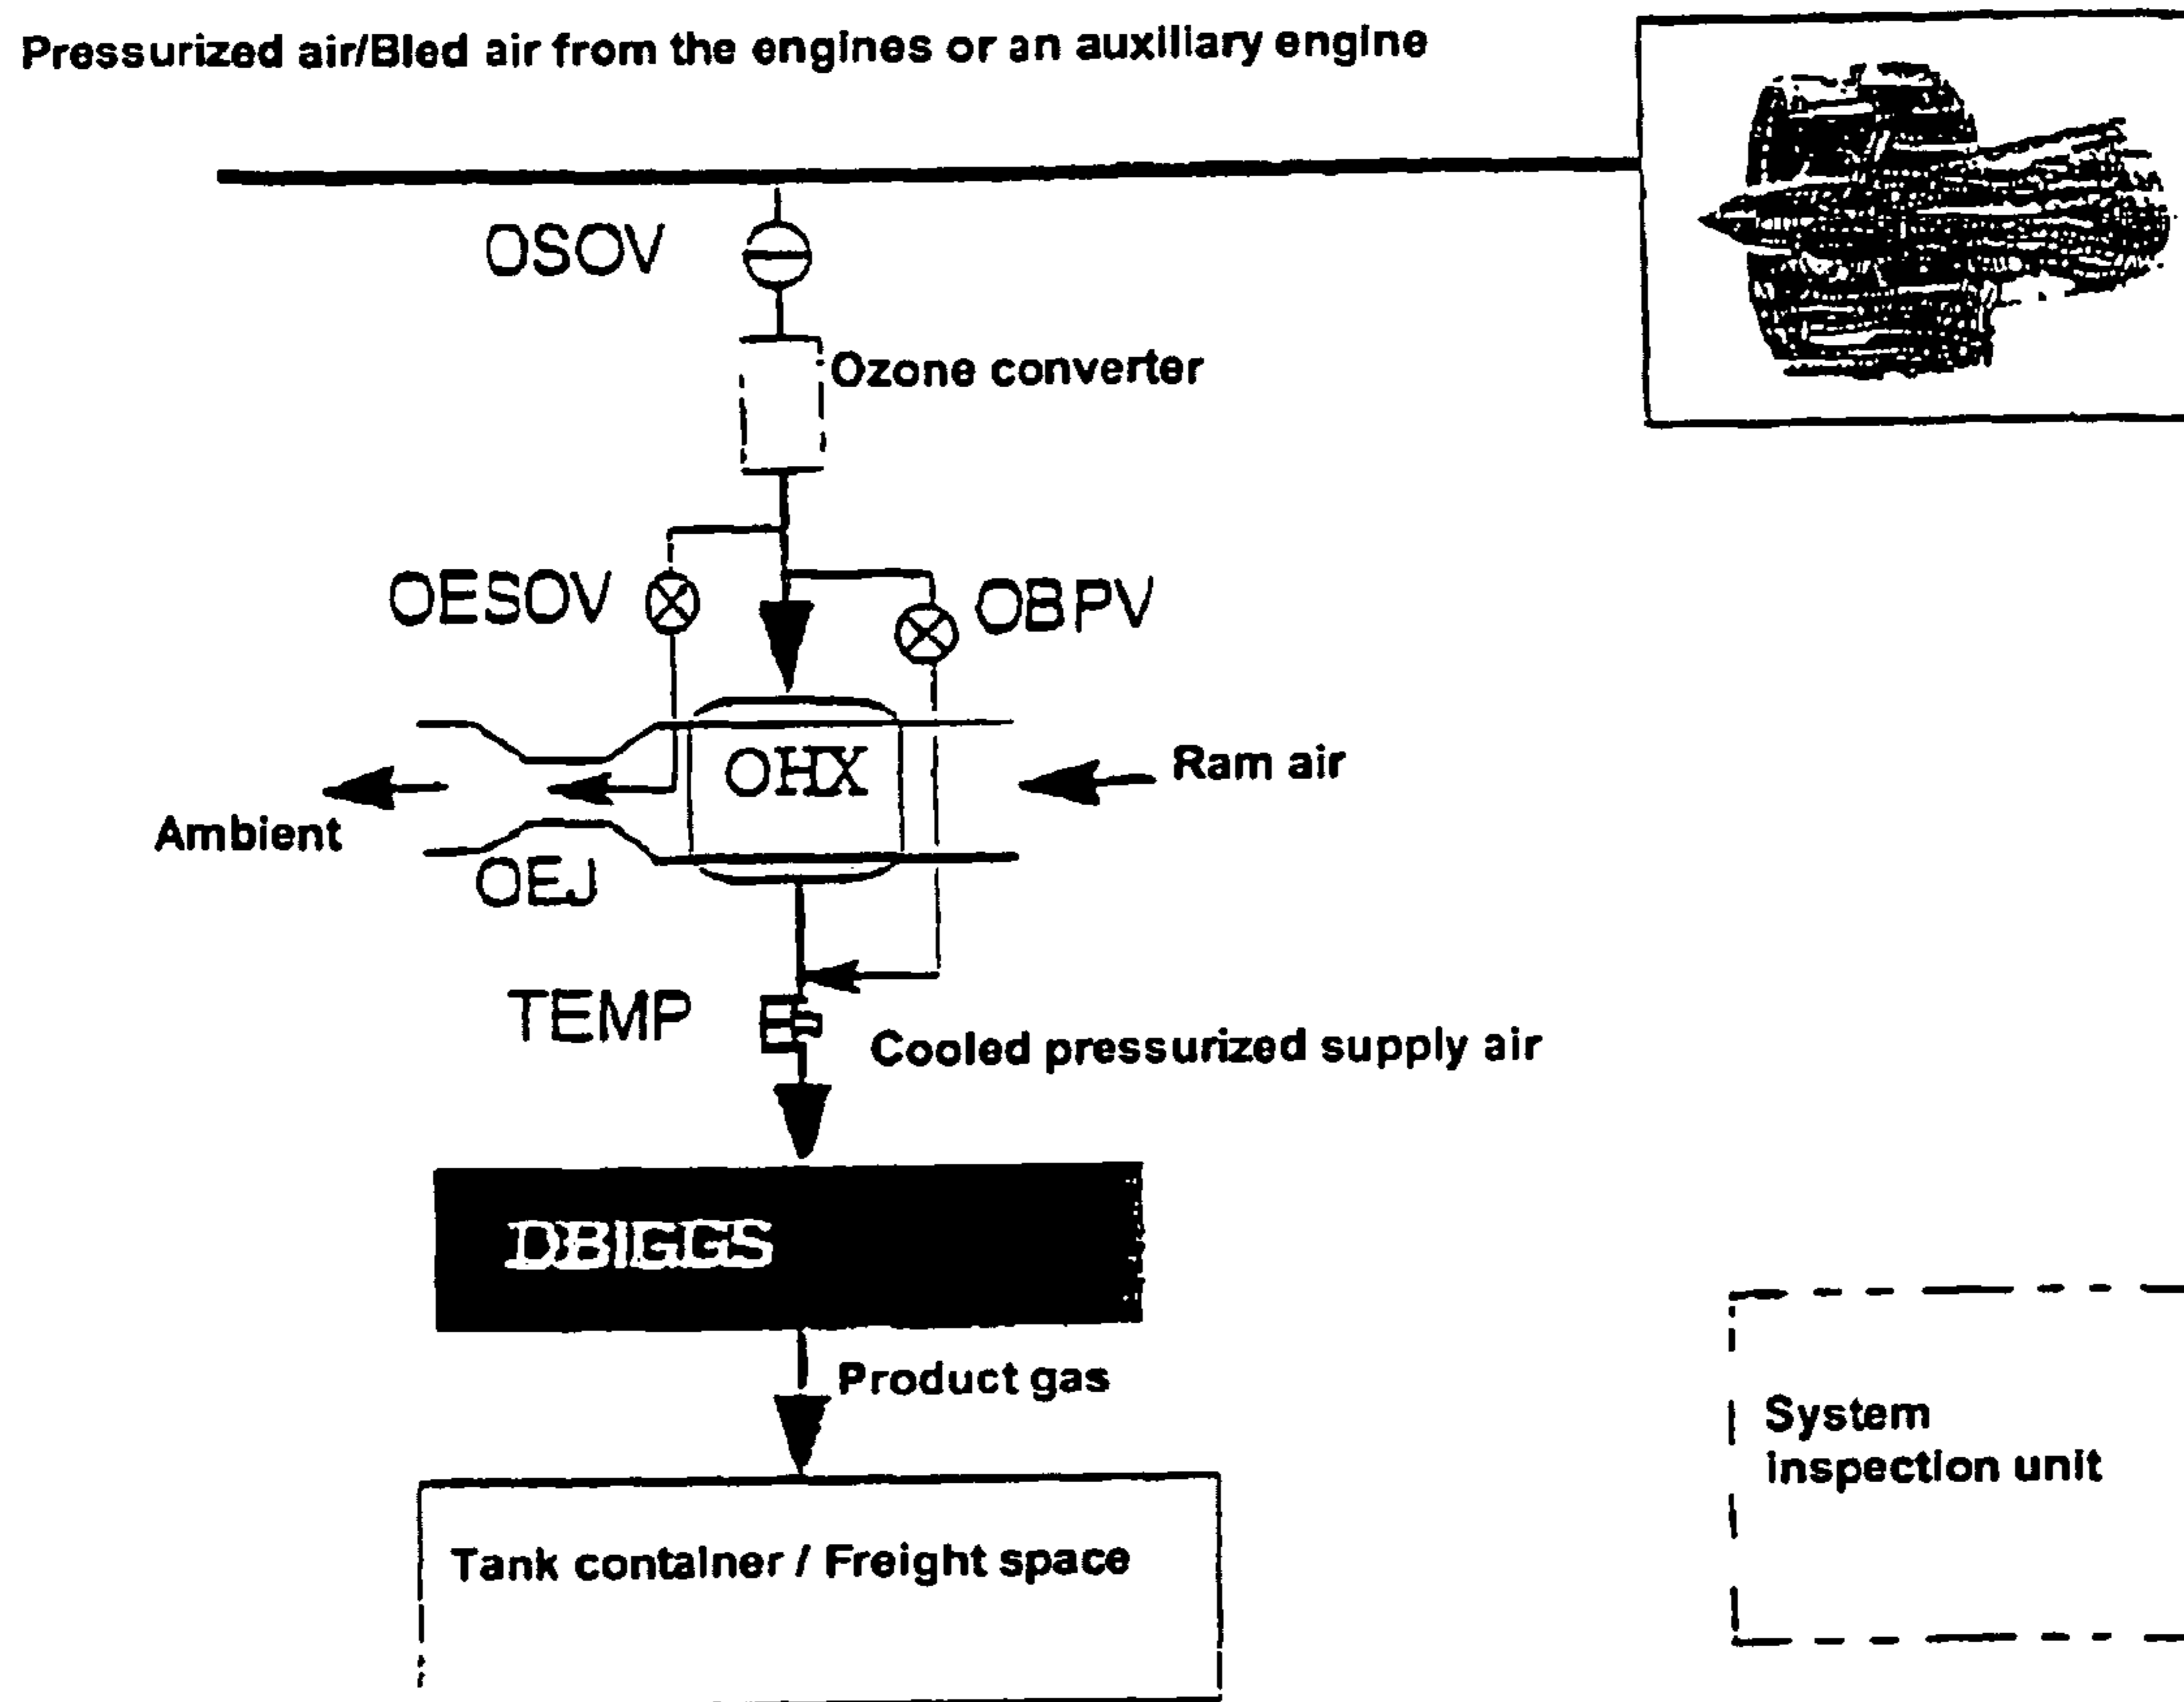 Pressurized air/Bled air from the engines or an auxiliary engine
OSOV
Ozone converter
OESOV
OBPV
OHX
Ram air
Ambient
OEJ
TEMP
Cooled pressurized supply air
DBIGGS
Product gas
System
inspection unit
Tank container / Freight space